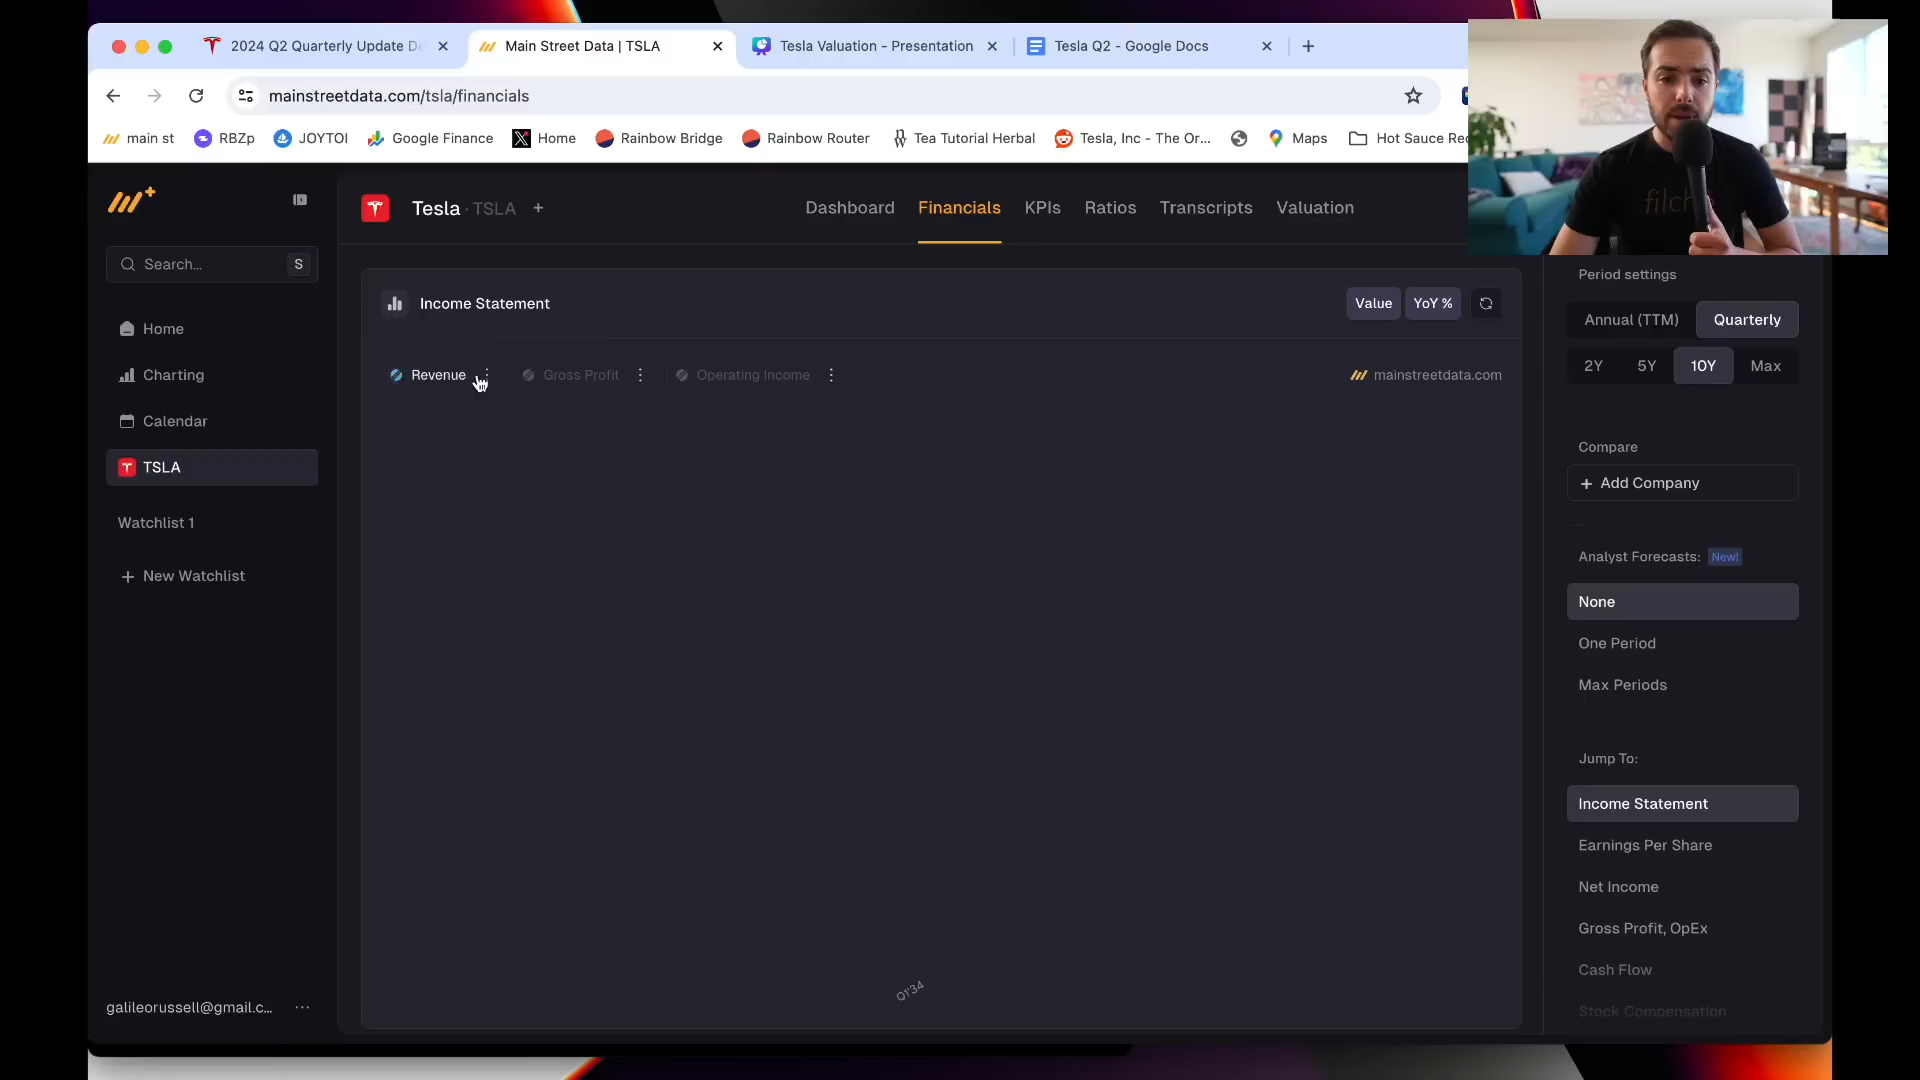 2024 Q2 Quarterly Update De
Main Street Data | TSLA
Tesla Valuation - Presentation
Tesla Q2 - Google Docs
mainstreetdata.com/tsla/financials
main st
RBZp
JOYTOI
Google Finance
Home
Rainbow Bridge
Rainbow Router
Tea Tutorial Herbal
Tesla, Inc - The Or...
Maps
Hot Sauce Rec
Search...
S
Home
Charting
Calendar
TSLA
Watchlist 1
+ New Watchlist
galileorussell@gmail.c... ...
Tesla · TSLA +
Dashboard
Financials
KPIs
Ratios
Transcripts
Valuation
Income Statement
Value
YoY %
Revenue
Gross Profit
Operating Income
mainstreetdata.com
Q1'34
Period settings
Annual (TTM)
Quarterly
2Y
5Y
10Y
Max
Compare
+ Add Company
Analyst Forecasts: New!
None
One Period
Max Periods
Jump To:
Income Statement
Earnings Per Share
Net Income
Gross Profit, OpEx
Cash Flow
Stock Compensation